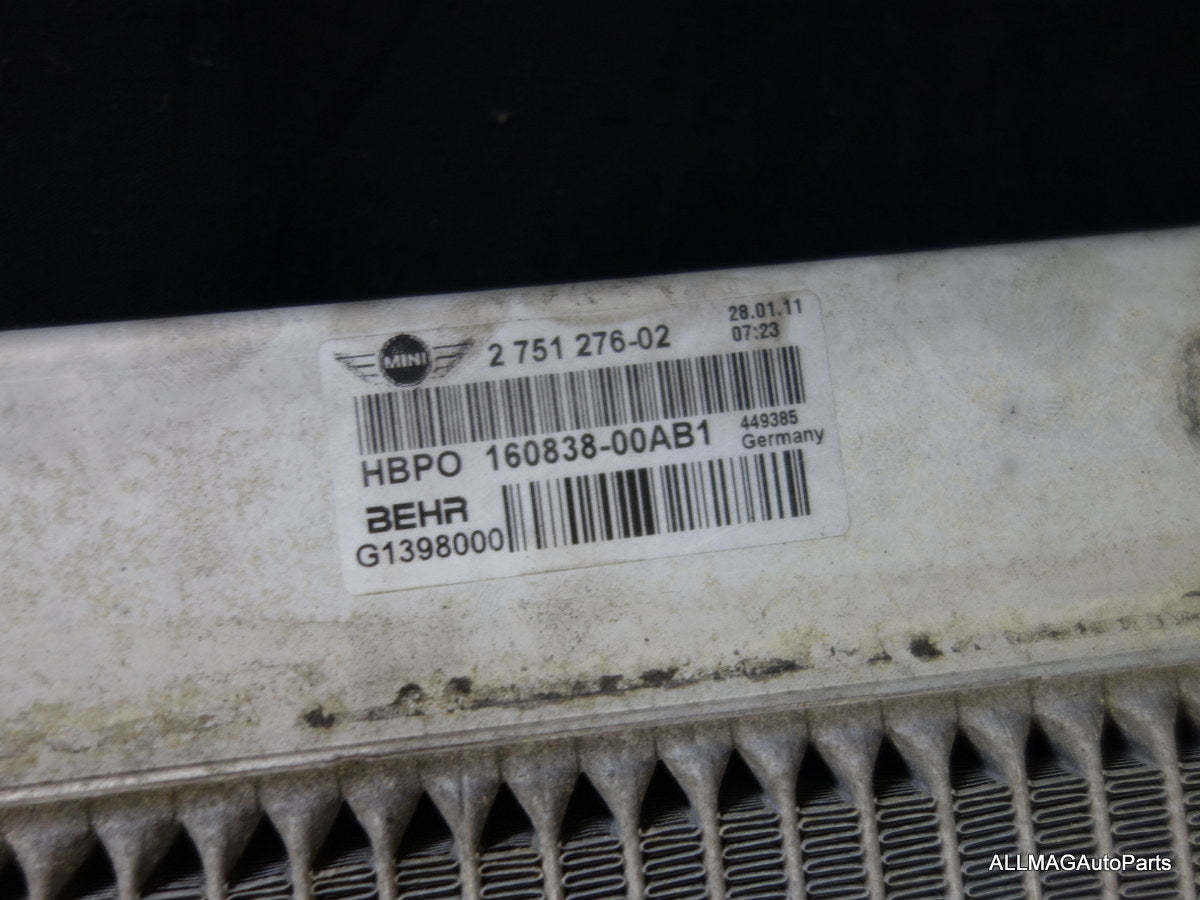 MINI 2 751 276-02
28.01.11
07:23
HBPO 160838-00AB1
449385
Germany
BEHR
G1398000
ALLMAGAutoParts